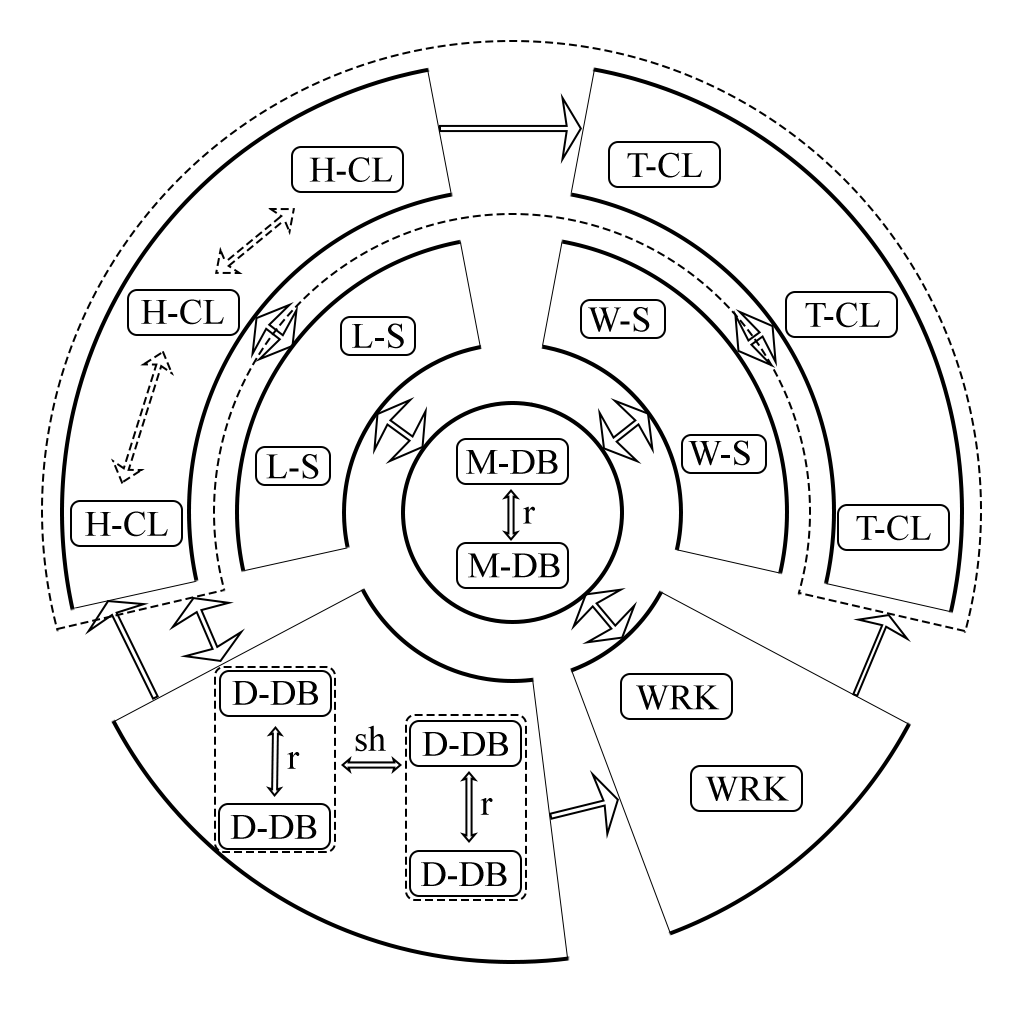 H-CL
T-CL
H-CL
T-CL
L-S
W-S
L-S
W-S
M-DB
r
M-DB
H-CL
T-CL
D-DB
r
D-DB
sh
D-DB
r
D-DB
WRK
WRK